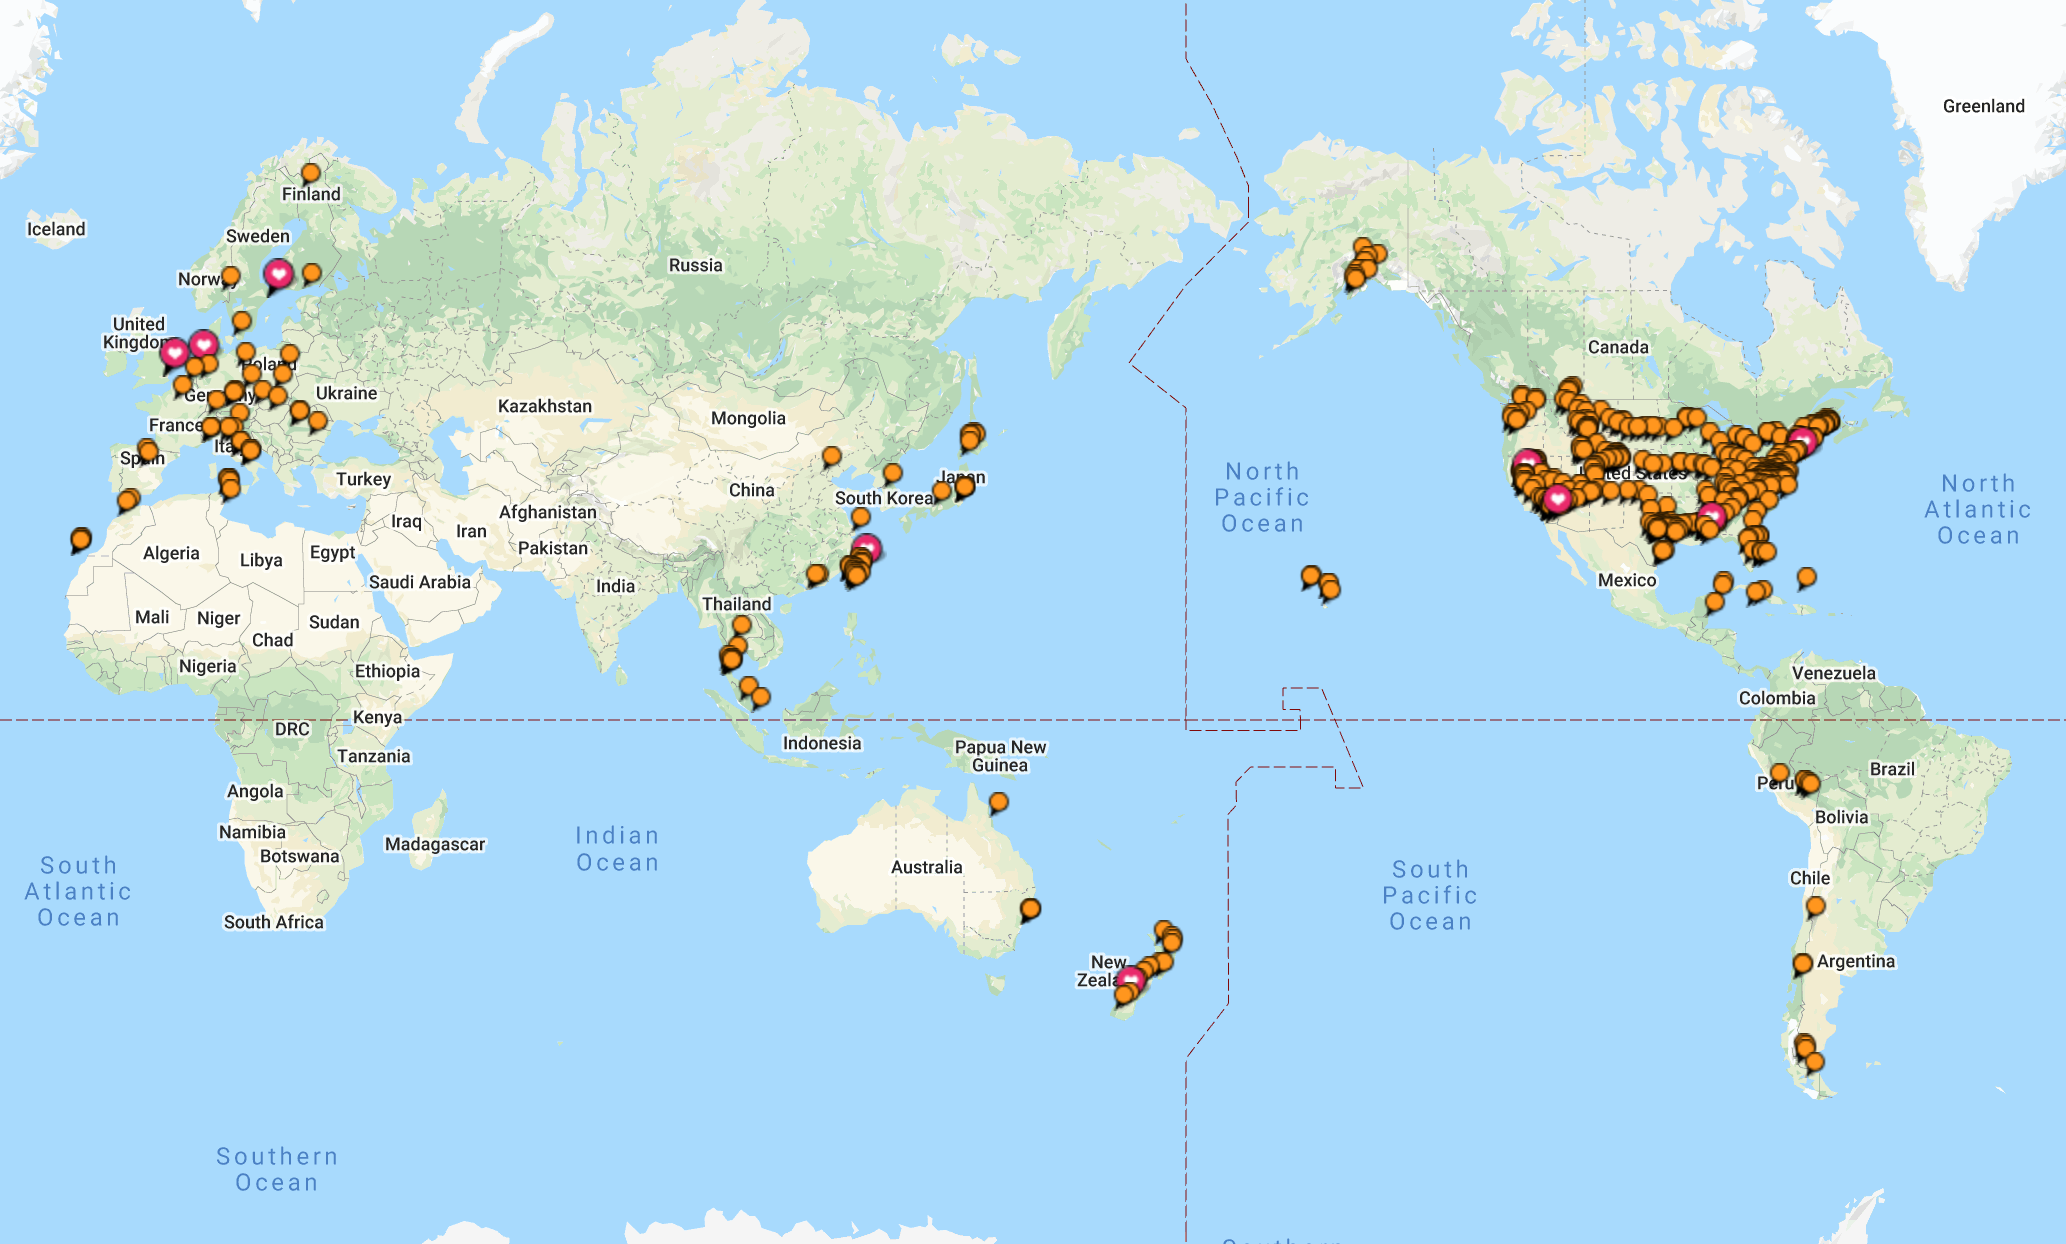 Greenland
Finland
Iceland
Sweden
Russia
Norw
United
Kingdom
Canada
Poland
Ukraine
Germany
Kazakhstan
Mongolia
France
Ita
Spain
Turkey
Japan
United States
China
South Korea
North
Pacific
Ocean
North
Atlantic
Ocean
Iraq
Afghanistan
Iran
Pakistan
Algeria
Libya
Egypt
Saudi Arabia
India
Mexico
Thailand
Mali
Niger
Sudan
Chad
Nigeria
Ethiopia
Venezuela
Colombia
Kenya
DRC
Indonesia
Papua New
Guinea
Tanzania
Brazil
Peru
Angola
Bolivia
Namibia
Madagascar
Botswana
Indian
Ocean
Australia
South
Atlantic
Ocean
South
Pacific
Ocean
Chile
South Africa
New
Zeala
Argentina
Southern
Ocean
Southern